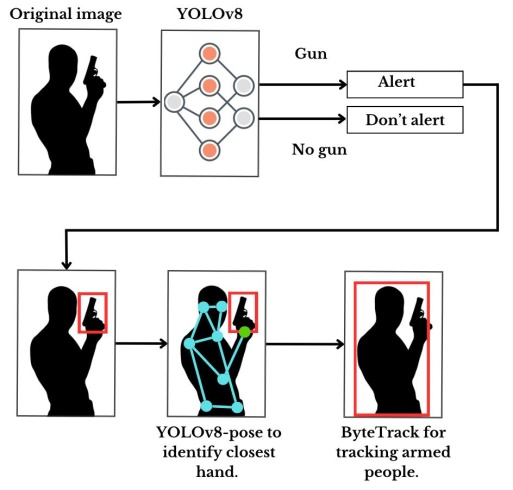 Original image
YOLOv8
Gun
Alert
Don't alert
No gun
YOLOv8-pose to
identify closest
hand.
ByteTrack for
tracking armed
people.